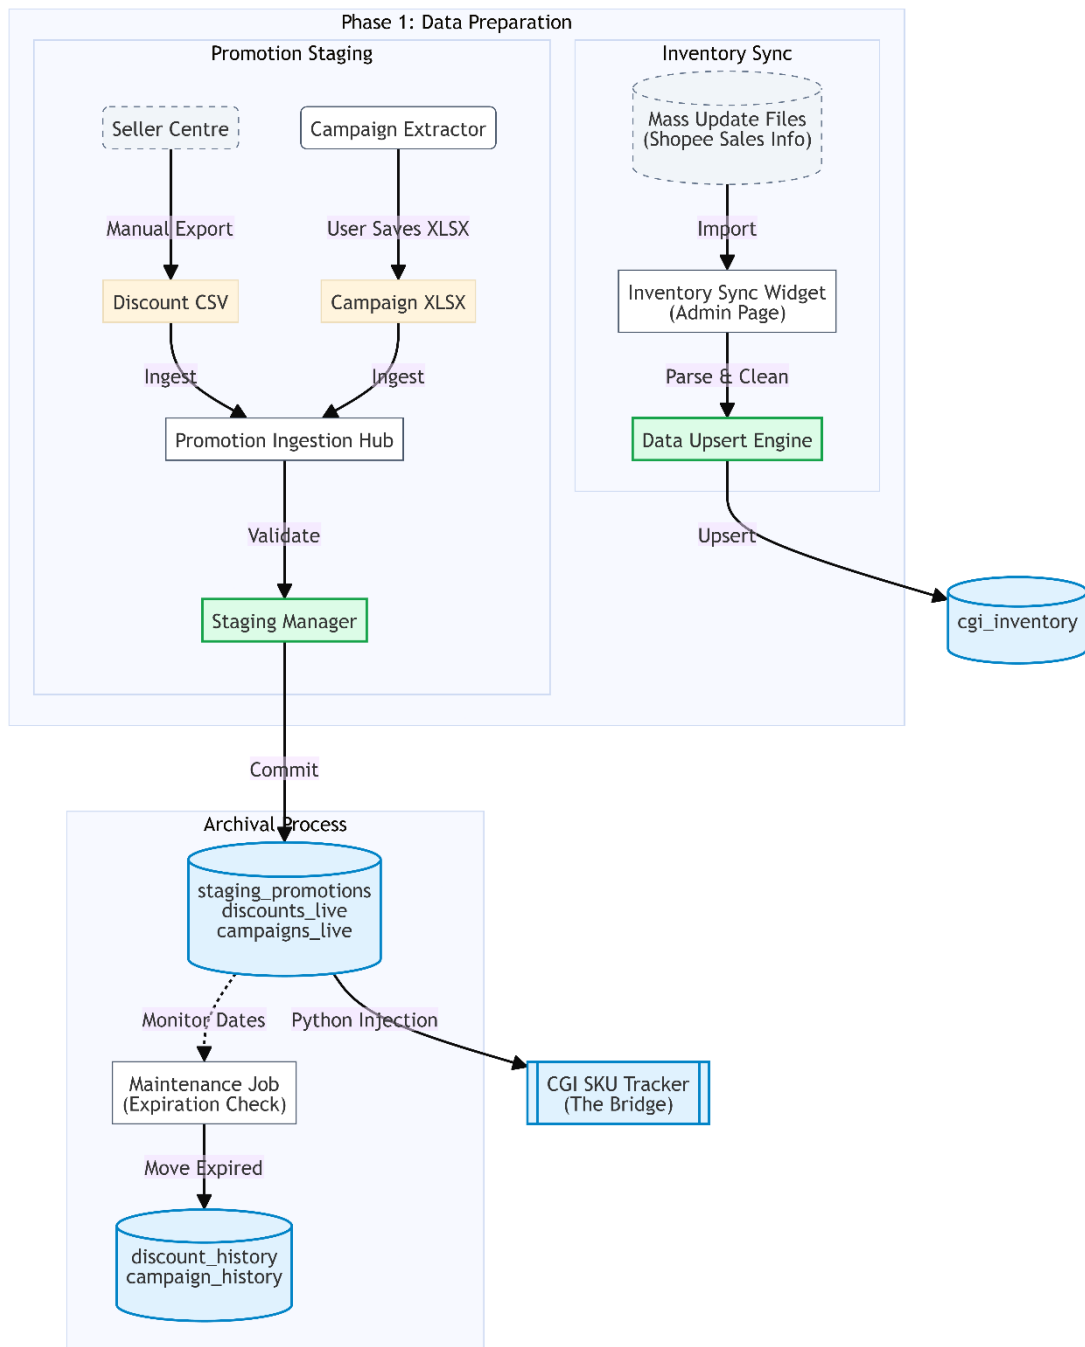 Phase 1: Data Preparation
Promotion Staging
Inventory Sync
Seller Centre
Campaign Extractor
Mass Update Files
(Shopee Sales Info)
Manual Export
User Saves XLSX
Import
Discount CSV
Campaign XLSX
Inventory Sync Widget
(Admin Page)
Ingest
Ingest
Parse & Clean
Promotion Ingestion Hub
Data Upsert Engine
Validate
Upsert
Staging Manager
cgi_inventory
Commit
Archival Process
staging_promotions
discounts_live
campaigns_live
Monitor Dates
Python Injection
Maintenance Job
(Expiration Check)
CGI SKU Tracker
(The Bridge)
Move Expired
discount_history
campaign_history